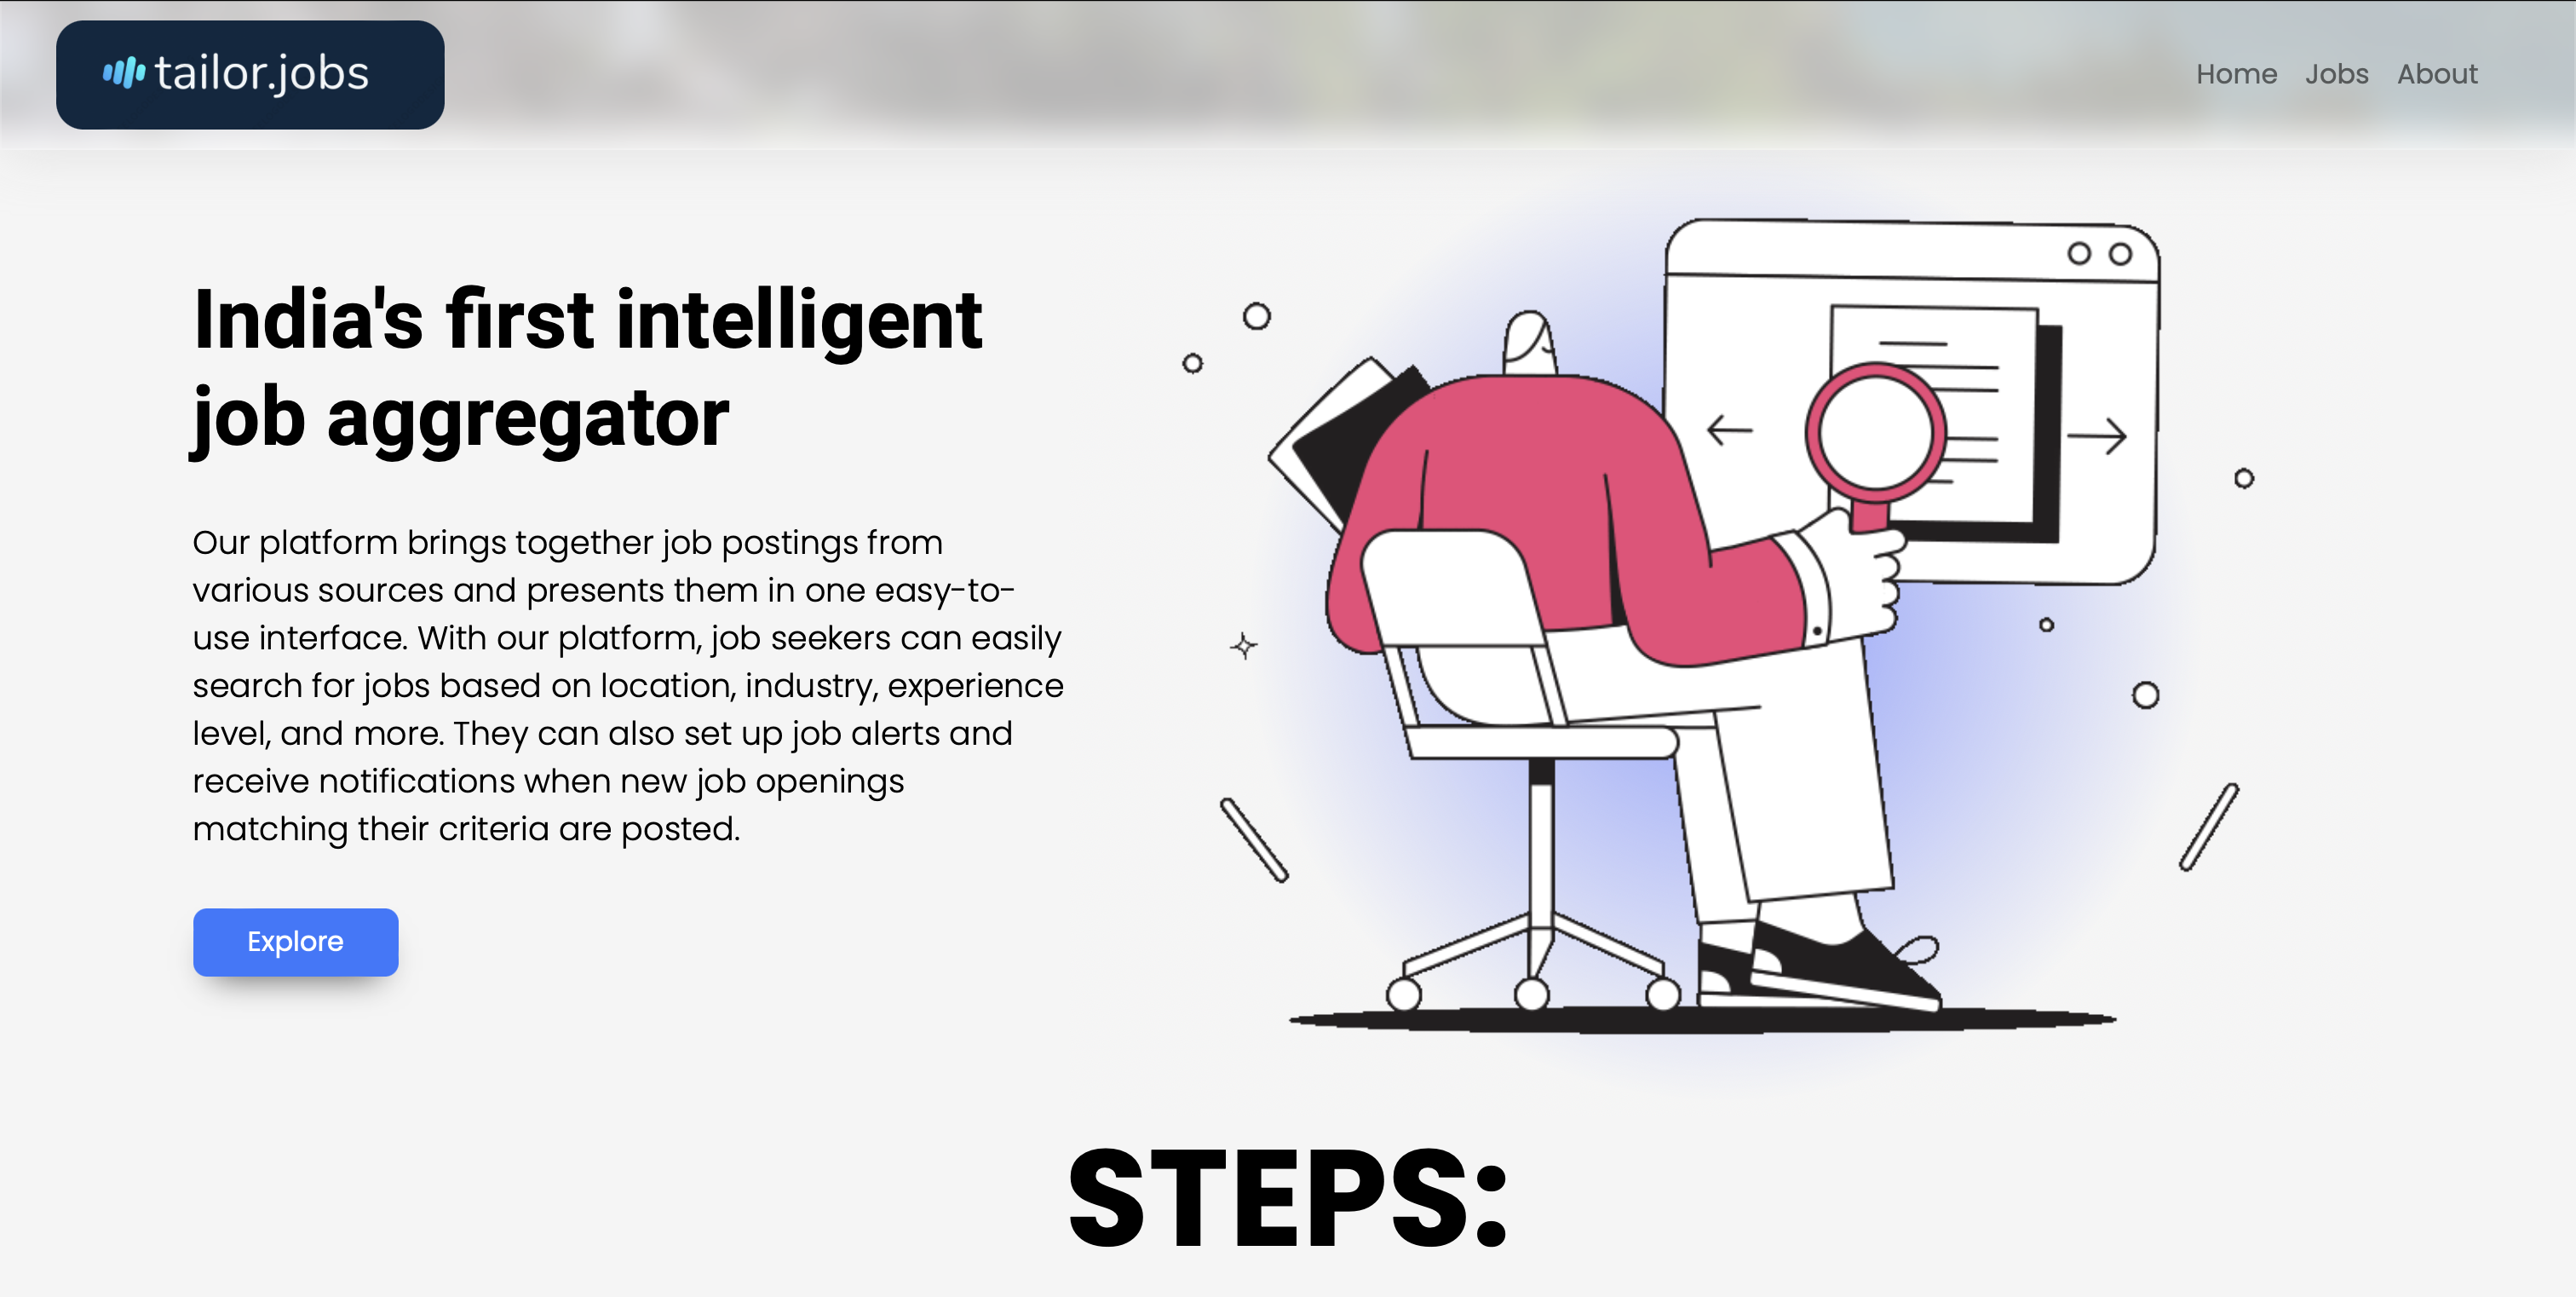 tailor.jobs
Home Jobs About
India's first intelligent
job aggregator
Our platform brings together job postings from
various sources and presents them in one easy-to-
use interface. With our platform, job seekers can easily
search for jobs based on location, industry, experience
level, and more. They can also set up job alerts and
receive notifications when new job openings
matching their criteria are posted.
Explore
STEPS: